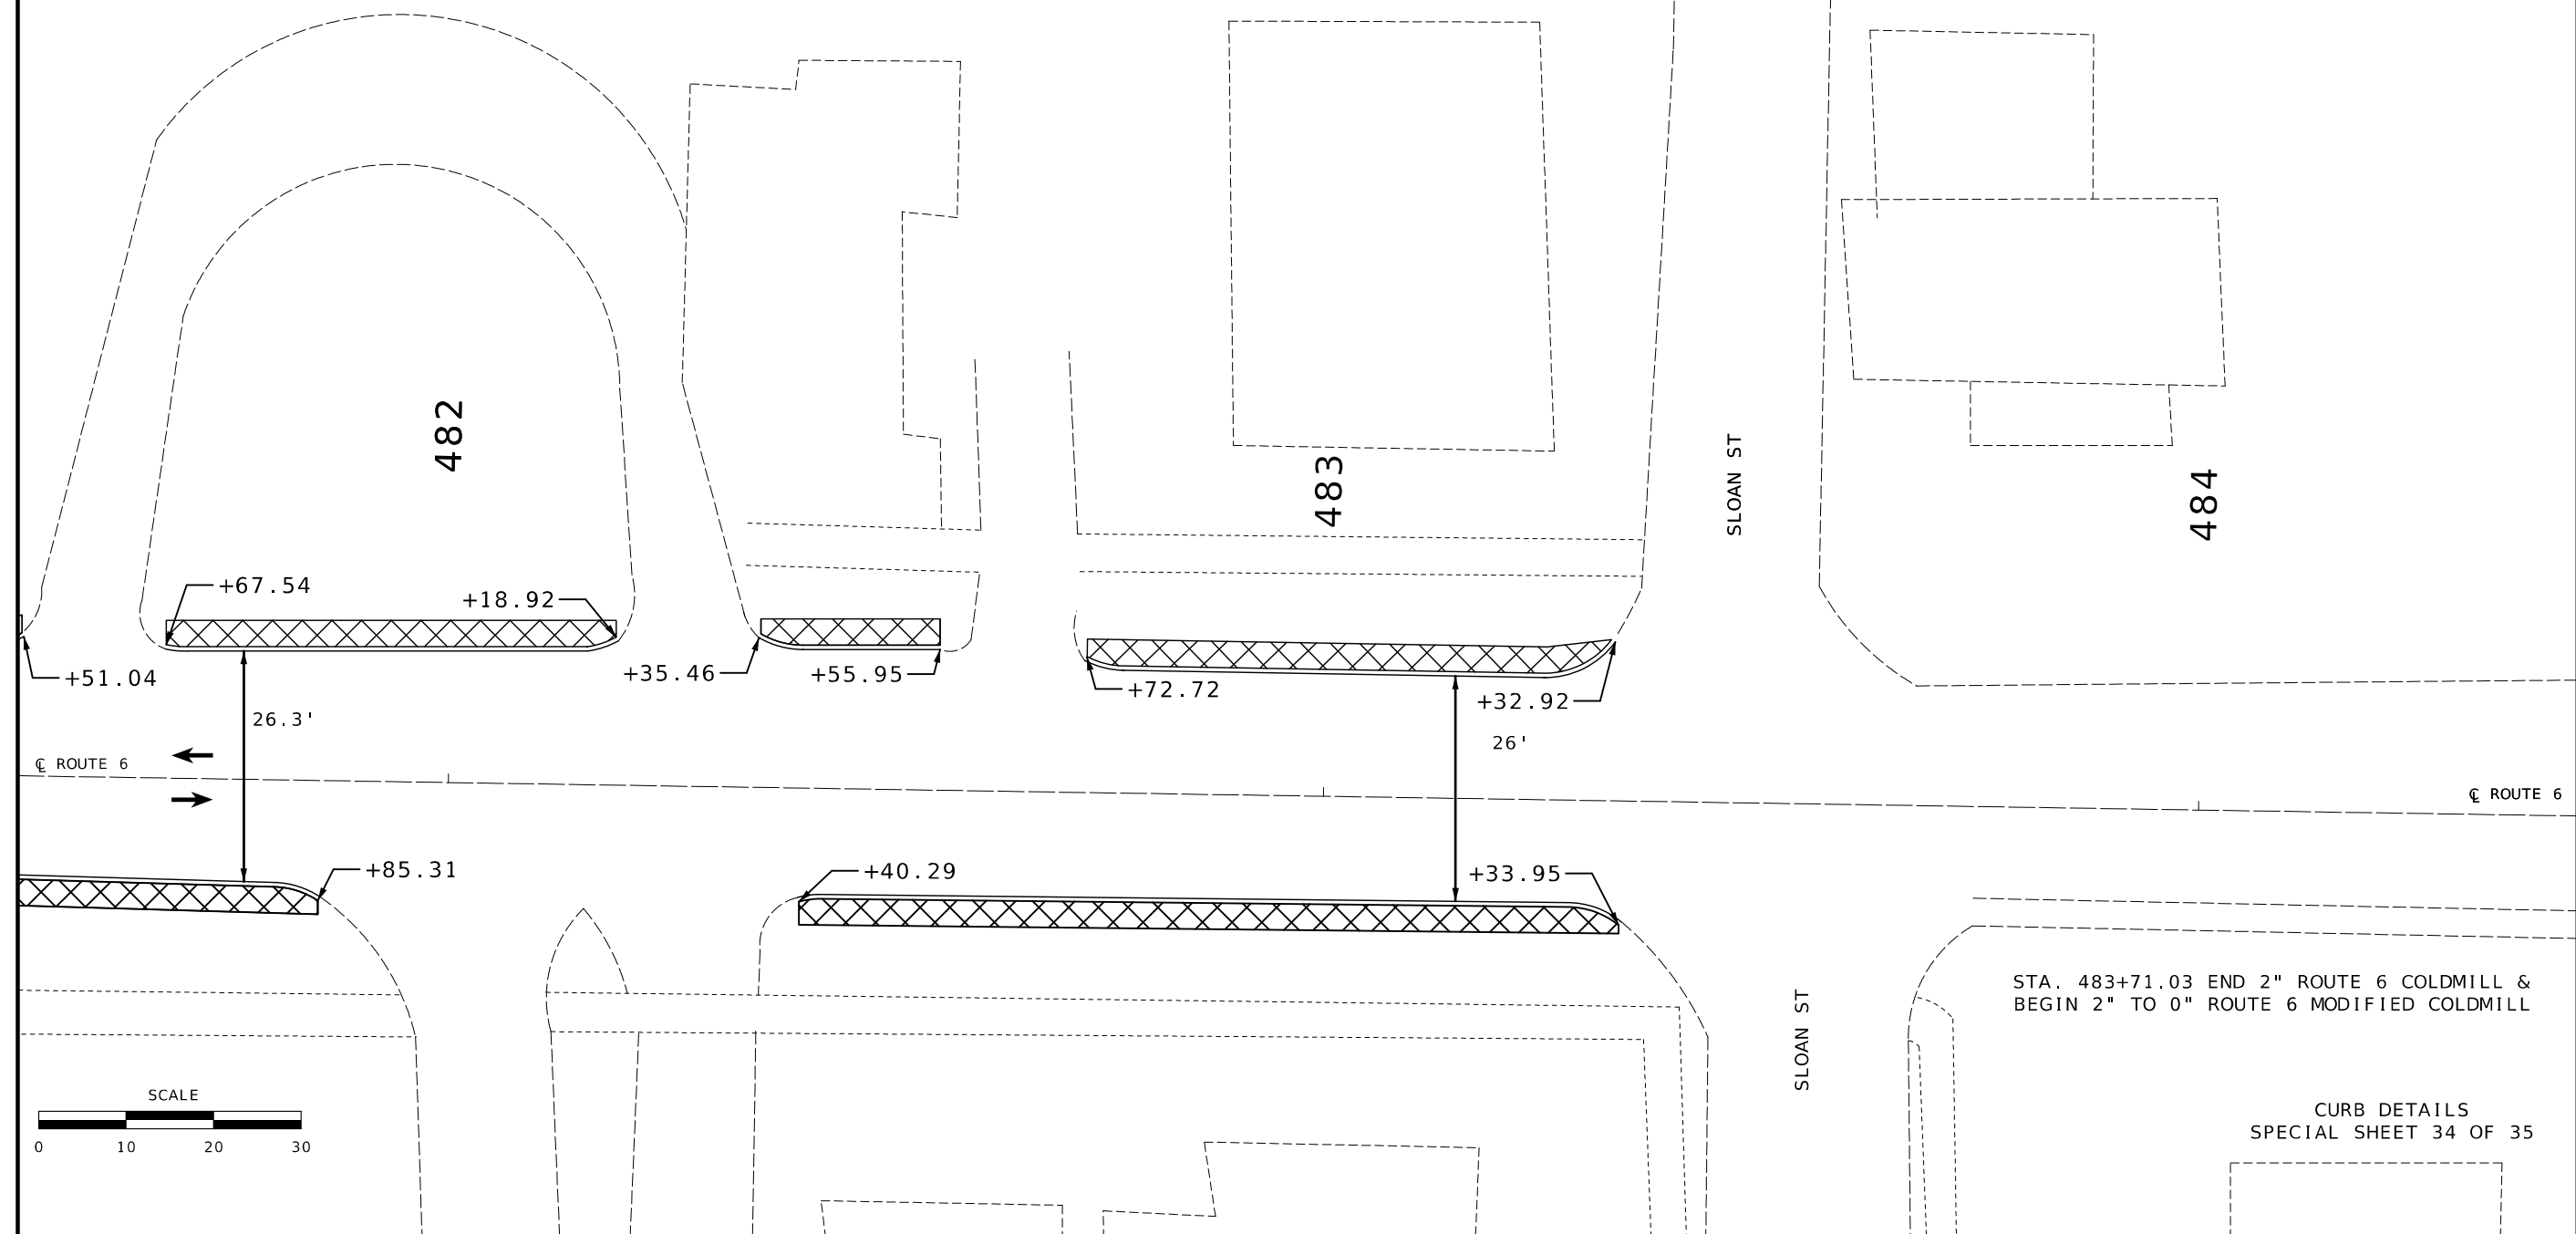 482
483
484
SLOAN ST
+67.54
+18.92
+51.04
+35.46
+55.95
+72.72
+32.92
26.3'
26'
℄ ROUTE 6
℄ ROUTE 6
+85.31
+40.29
+33.95
STA. 483+71.03 END 2" ROUTE 6 COLDMILL &
BEGIN 2" TO 0" ROUTE 6 MODIFIED COLDMILL
SLOAN ST
SCALE
0 10 20 30
CURB DETAILS
SPECIAL SHEET 34 OF 35